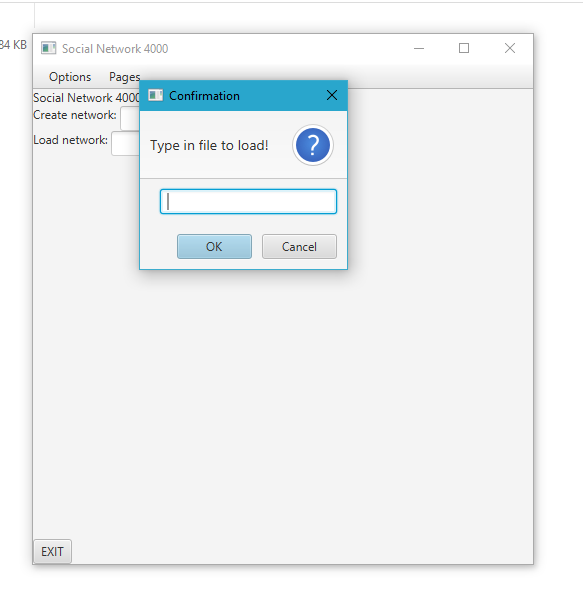 84 KB
Social Network 4000
Options Pages
Social Network 4000
Create network:
Load network:
Confirmation
Type in file to load!
?
OK Cancel
EXIT